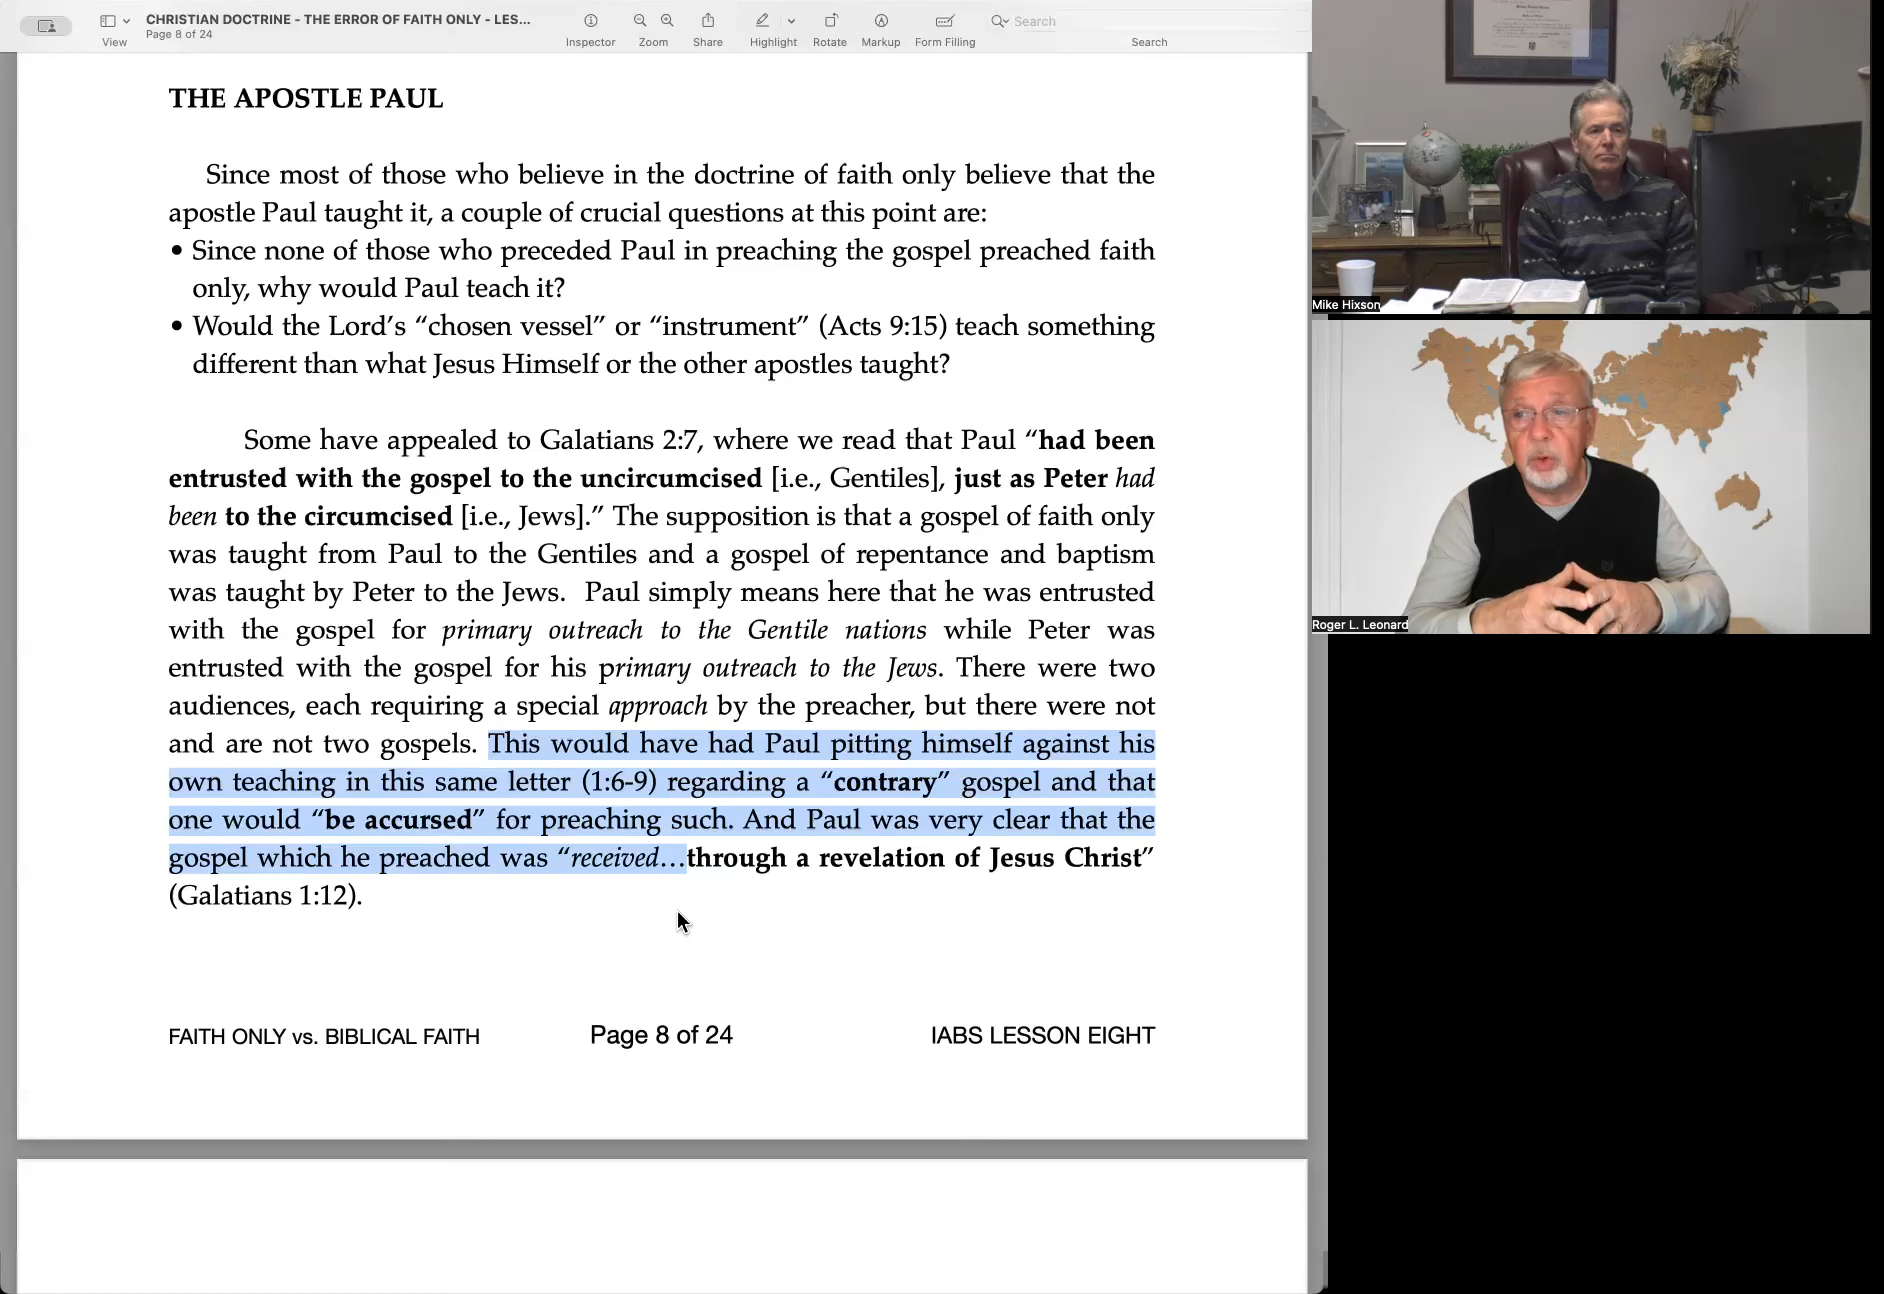 CHRISTIAN DOCTRINE - THE ERROR OF FAITH ONLY - LES...
Page 8 of 24
View
Inspector
Zoom
Share
Highlight
Rotate
Markup
Form Filling
Search
Search
THE APOSTLE PAUL
Since most of those who believe in the doctrine of faith only believe that the
apostle Paul taught it, a couple of crucial questions at this point are:
• Since none of those who preceded Paul in preaching the gospel preached faith
only, why would Paul teach it?
• Would the Lord’s “chosen vessel” or “instrument” (Acts 9:15) teach something
different than what Jesus Himself or the other apostles taught?
Some have appealed to Galatians 2:7, where we read that Paul “had been
entrusted with the gospel to the uncircumcised [i.e., Gentiles], just as Peter had
been to the circumcised [i.e., Jews].” The supposition is that a gospel of faith only
was taught from Paul to the Gentiles and a gospel of repentance and baptism
was taught by Peter to the Jews. Paul simply means here that he was entrusted
with the gospel for primary outreach to the Gentile nations while Peter was
entrusted with the gospel for his primary outreach to the Jews. There were two
audiences, each requiring a special approach by the preacher, but there were not
and are not two gospels. This would have had Paul pitting himself against his
own teaching in this same letter (1:6-9) regarding a “contrary” gospel and that
one would “be accursed” for preaching such. And Paul was very clear that the
gospel which he preached was “received…through a revelation of Jesus Christ”
(Galatians 1:12).
FAITH ONLY vs. BIBLICAL FAITH
Page 8 of 24
IABS LESSON EIGHT
Mike Hixson
Roger L. Leonard